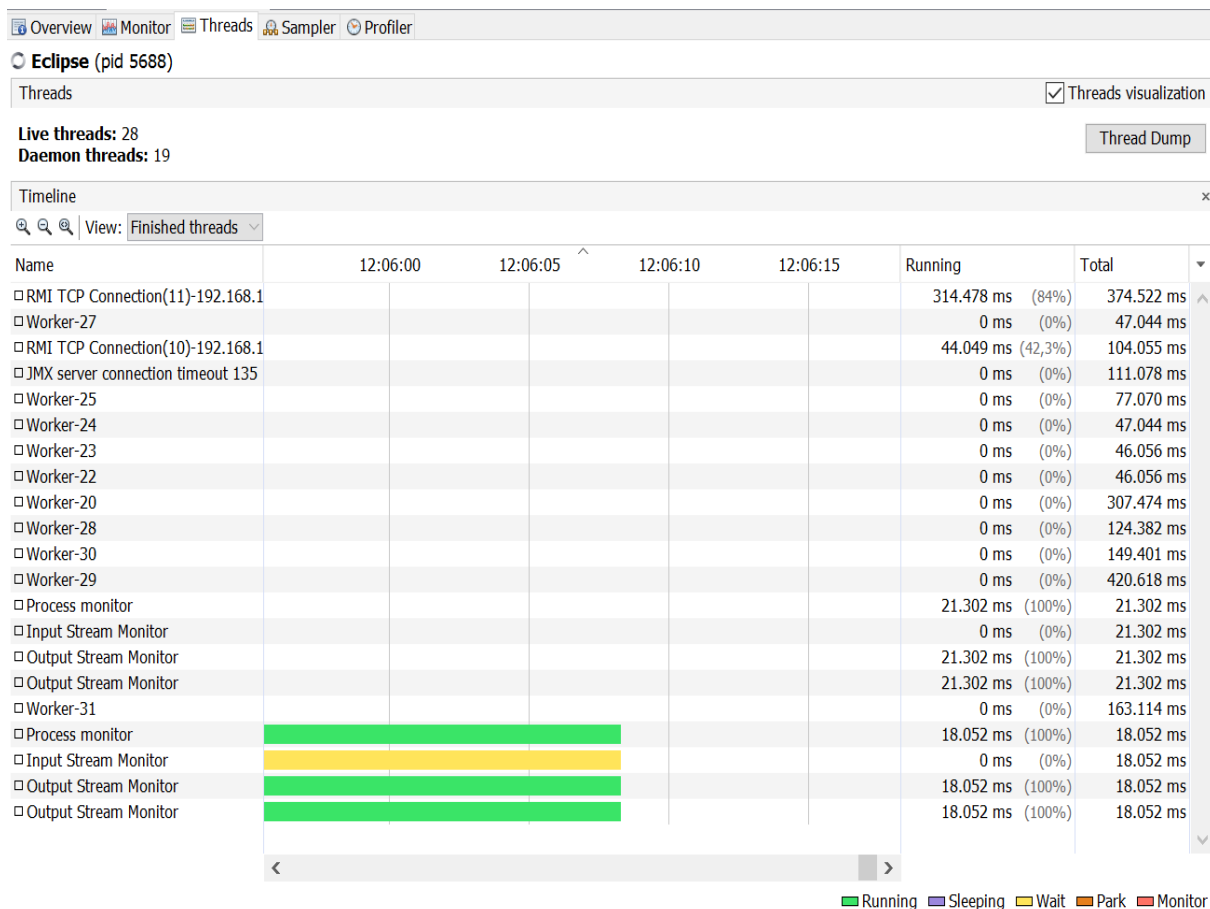 Overview Monitor Threads Sampler Profiler
Eclipse (pid 5688)
Threads Threads visualization
Live threads: 28
Daemon threads: 19
Thread Dump
Timeline ×
View: Finished threads
Name 12:06:00 12:06:05 12:06:10 12:06:15 Running Total
RMI TCP Connection(11)-192.168.1 314.478 ms (84%) 374.522 ms
Worker-27 0 ms (0%) 47.044 ms
RMI TCP Connection(10)-192.168.1 44.049 ms (42,3%) 104.055 ms
JMX server connection timeout 135 0 ms (0%) 111.078 ms
Worker-25 0 ms (0%) 77.070 ms
Worker-24 0 ms (0%) 47.044 ms
Worker-23 0 ms (0%) 46.056 ms
Worker-22 0 ms (0%) 46.056 ms
Worker-20 0 ms (0%) 307.474 ms
Worker-28 0 ms (0%) 124.382 ms
Worker-30 0 ms (0%) 149.401 ms
Worker-29 0 ms (0%) 420.618 ms
Process monitor 21.302 ms (100%) 21.302 ms
Input Stream Monitor 0 ms (0%) 21.302 ms
Output Stream Monitor 21.302 ms (100%) 21.302 ms
Output Stream Monitor 21.302 ms (100%) 21.302 ms
Worker-31 0 ms (0%) 163.114 ms
Process monitor 18.052 ms (100%) 18.052 ms
Input Stream Monitor 0 ms (0%) 18.052 ms
Output Stream Monitor 18.052 ms (100%) 18.052 ms
Output Stream Monitor 18.052 ms (100%) 18.052 ms
Running Sleeping Wait Park Monitor